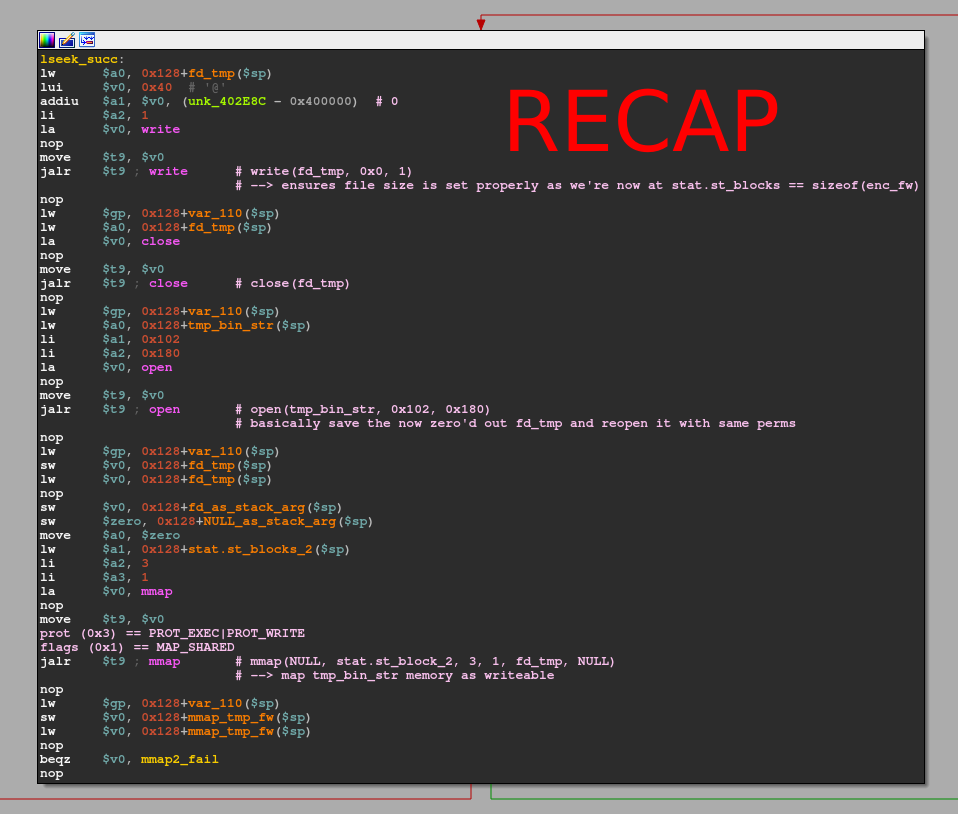 RECAP
lseek_succ:
lw $a0, 0x128+fd_tmp($sp)
lui $v0, 0x40 # '@'
addiu $a1, $v0, (unk_402E8C - 0x400000) # 0
li $a2, 1
la $v0, write
nop
move $t9, $v0
jalr $t9 ; write # write(fd_tmp, 0x0, 1)
# --> ensures file size is set properly as we're now at stat.st_blocks == sizeof(enc_fw)
nop
lw $gp, 0x128+var_110($sp)
lw $a0, 0x128+fd_tmp($sp)
la $v0, close
nop
move $t9, $v0
jalr $t9 ; close # close(fd_tmp)
nop
lw $gp, 0x128+var_110($sp)
lw $a0, 0x128+tmp_bin_str($sp)
li $a1, 0x102
li $a2, 0x180
la $v0, open
nop
move $t9, $v0
jalr $t9 ; open # open(tmp_bin_str, 0x102, 0x180)
# basically save the now zero'd out fd_tmp and reopen it with same perms
nop
lw $gp, 0x128+var_110($sp)
sw $v0, 0x128+fd_tmp($sp)
lw $v0, 0x128+fd_tmp($sp)
nop
sw $v0, 0x128+fd_as_stack_arg($sp)
sw $zero, 0x128+NULL_as_stack_arg($sp)
move $a0, $zero
lw $a1, 0x128+stat.st_blocks_2($sp)
li $a2, 3
li $a3, 1
la $v0, mmap
nop
move $t9, $v0
prot (0x3) == PROT_EXEC|PROT_WRITE
flags (0x1) == MAP_SHARED
jalr $t9 ; mmap # mmap(NULL, stat.st_block_2, 3, 1, fd_tmp, NULL)
# --> map tmp_bin_str memory as writeable
nop
lw $gp, 0x128+var_110($sp)
sw $v0, 0x128+mmap_tmp_fw($sp)
lw $v0, 0x128+mmap_tmp_fw($sp)
nop
beqz $v0, mmap2_fail
nop